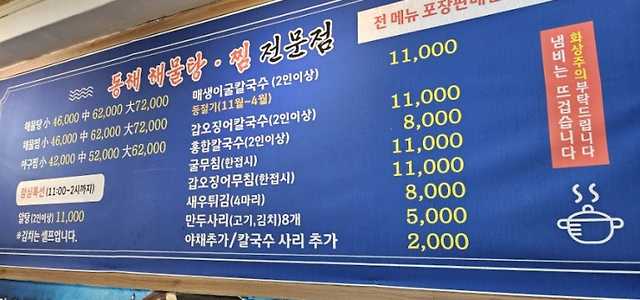 동해 해물탕·찜 전문점
전 메뉴 포장판매
해물탕 小 46,000 中 62,000 大 72,000
해물찜 小 46,000 中 62,000 大 72,000
아구찜 小 42,000 中 52,000 大 62,000
점심특선 (11:00~2시까지)
알탕 (2인이상) 11,000
※김치는 셀프입니다.
매생이굴칼국수 (2인이상) 11,000
동절기(11월~4월)
갑오징어칼국수(2인이상) 11,000
홍합칼국수(2인이상) 8,000
굴무침(한접시) 11,000
갑오징어무침(한접시) 11,000
새우튀김(4마리) 8,000
만두사리(고기,김치)8개 5,000
야채추가/칼국수 사리 추가 2,000
화상주의 부탁드립니다
냄비는 뜨겁습니다